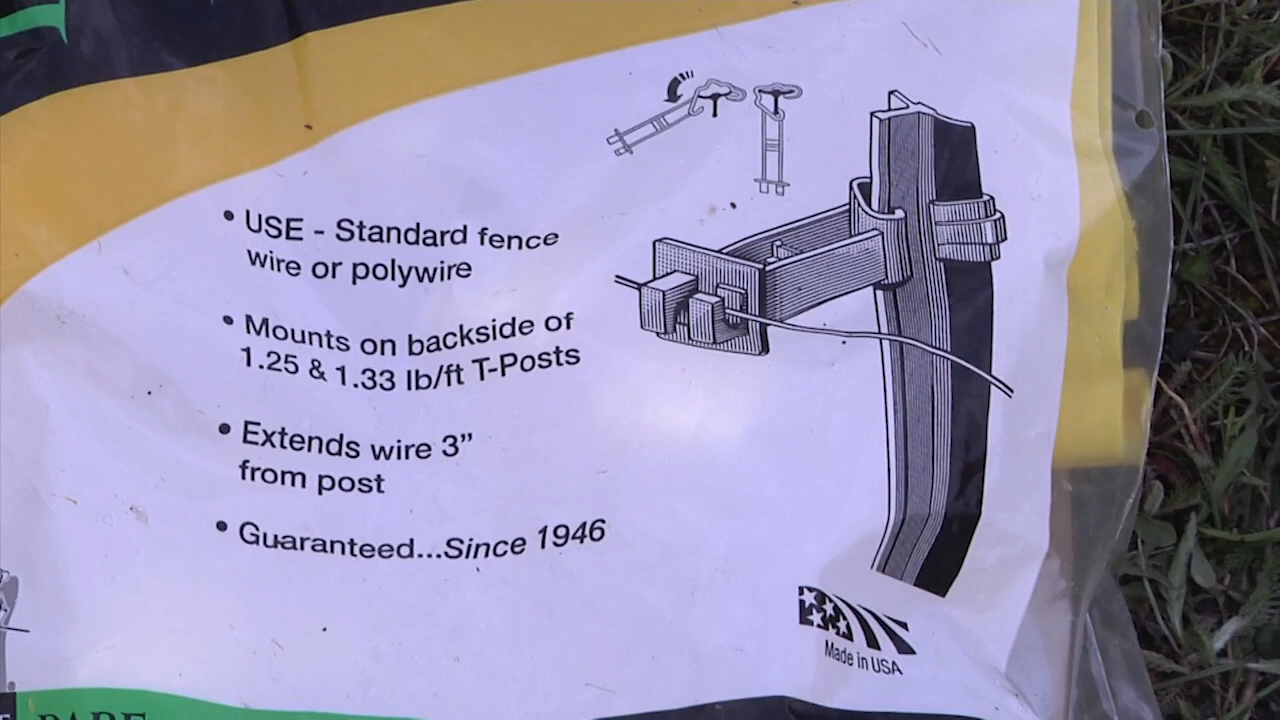 • USE - Standard fence
wire or polywire
• Mounts on backside of
1.25 & 1.33 lb/ft T-Posts
• Extends wire 3”
from post
• Guaranteed...Since 1946
Made in USA
®